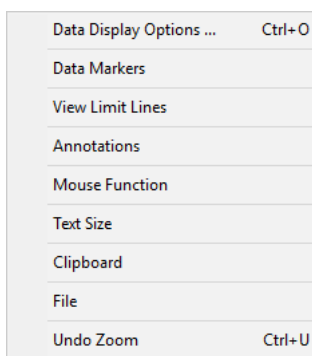 Data Display Options ... Ctrl+O
Data Markers
View Limit Lines
Annotations
Mouse Function
Text Size
Clipboard
File
Undo Zoom Ctrl+U